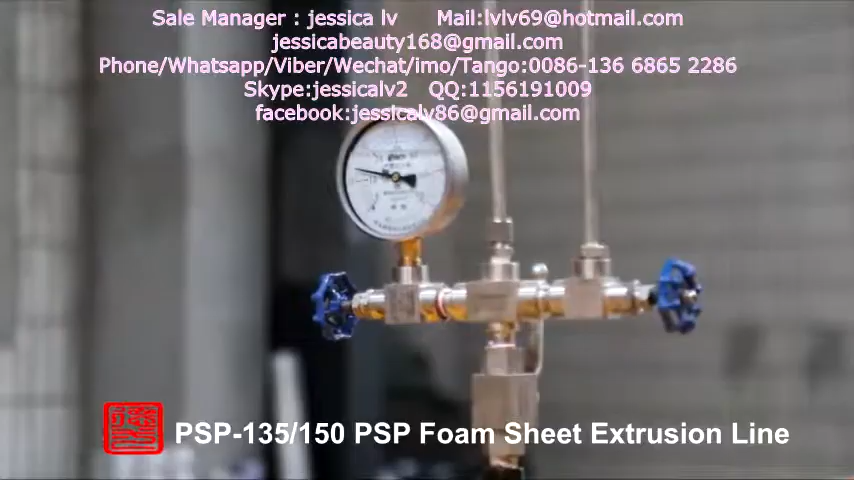 Sale Manager : jessica lv Mail:lvlv69@hotmail.com
jessicabeauty168@gmail.com
Phone/Whatsapp/Viber/Wechat/imo/Tango:0086-136 6865 2286
Skype:jessicalv2 QQ:1156191009
facebook:jessicalv86@gmail.com
PSP-135/150 PSP Foam Sheet Extrusion Line